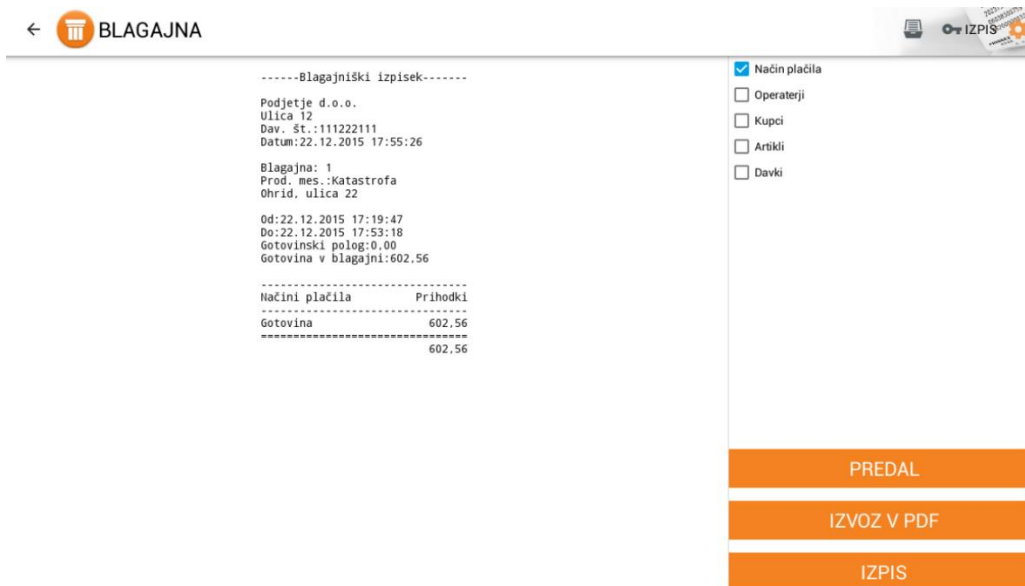 BLAGAJNA
IZPIS
------Blagajniški izpisek-------
Podjetje d.o.o.
Ulica 12
Dav. št.:111222111
Datum:22.12.2015 17:55:26
Blagajna: 1
Prod. mes.:Katastrofa
Ohrid, ulica 22
Od:22.12.2015 17:19:47
Do:22.12.2015 17:53:18
Gotovinski polog:0,00
Gotovina v blagajni:602,56
--------------------------------
Načini plačila Prihodki
--------------------------------
Gotovina 602,56
================================
602,56
Način plačila
Operaterji
Kupci
Artikli
Davki
PREDAL
IZVOZ V PDF
IZPIS